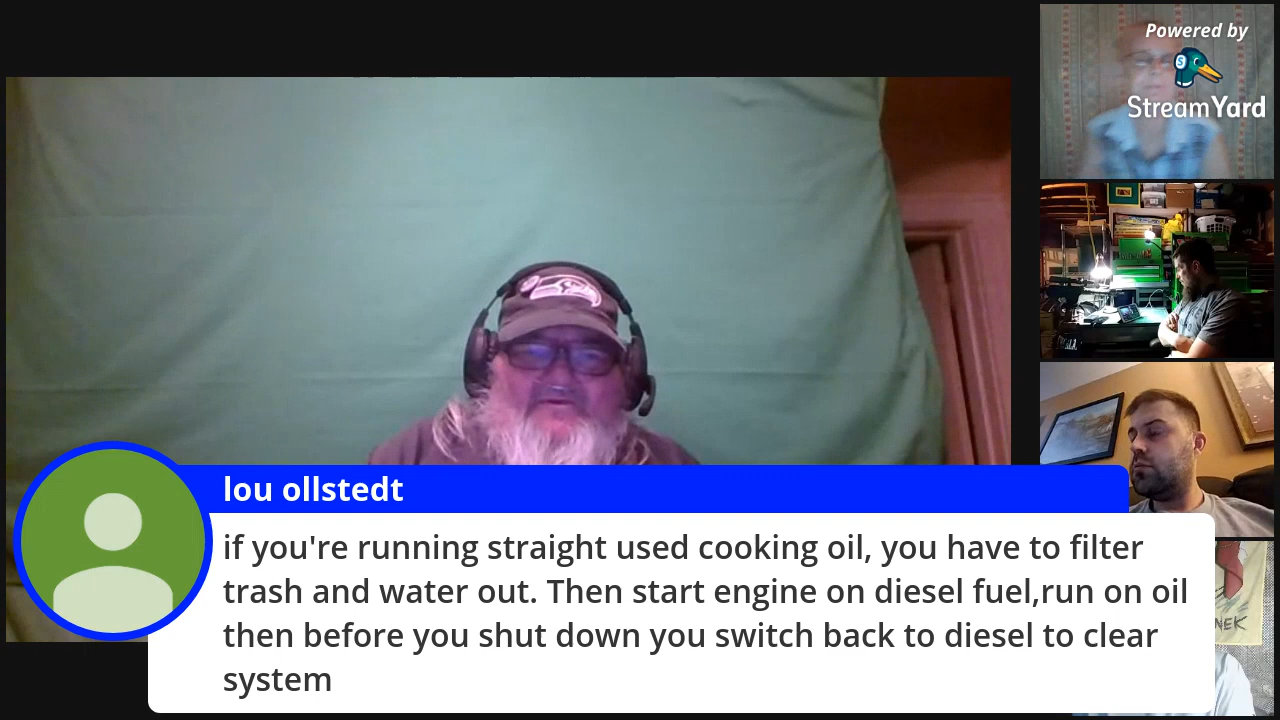 Powered by
StreamYard
lou ollstedt
if you're running straight used cooking oil, you have to filter
trash and water out. Then start engine on diesel fuel,run on oil
then before you shut down you switch back to diesel to clear
system
NEK